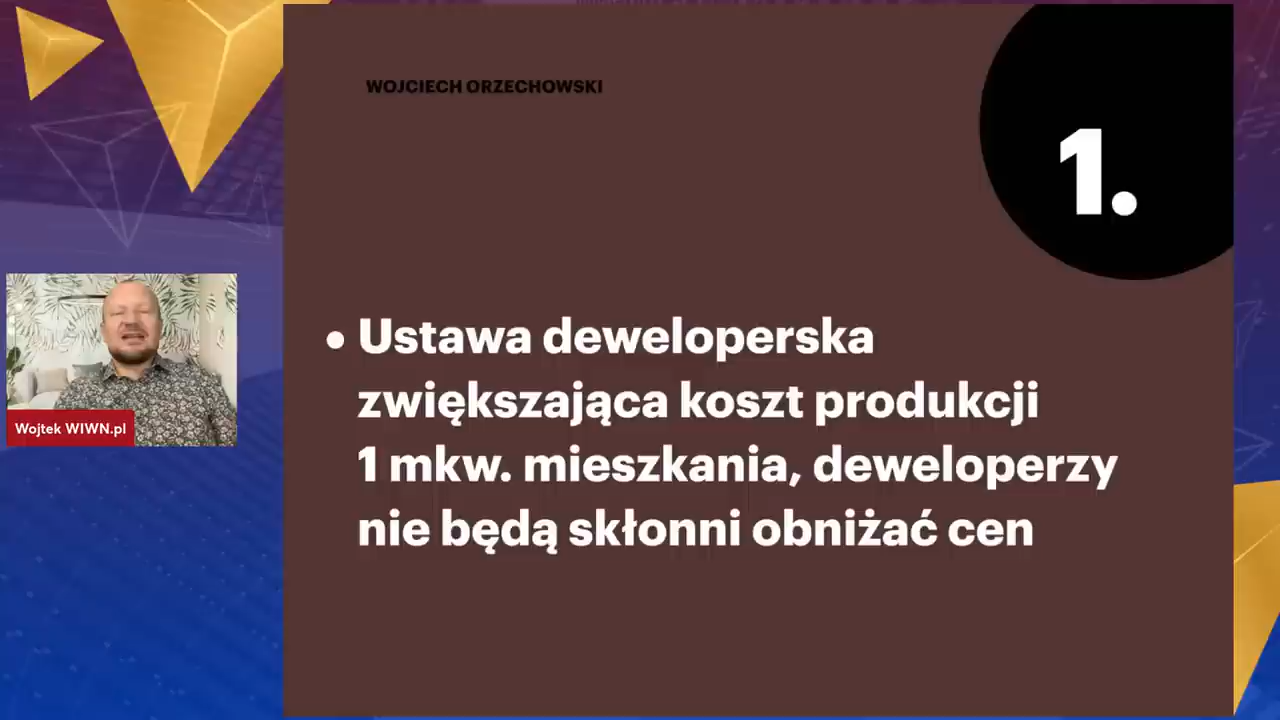 WOJCIECH ORZECHOWSKI
1.
• Ustawa deweloperska
zwiększająca koszt produkcji
1 mkw. mieszkania, deweloperzy
nie będą skłonni obniżać cen
Wojtek WIWN.pl